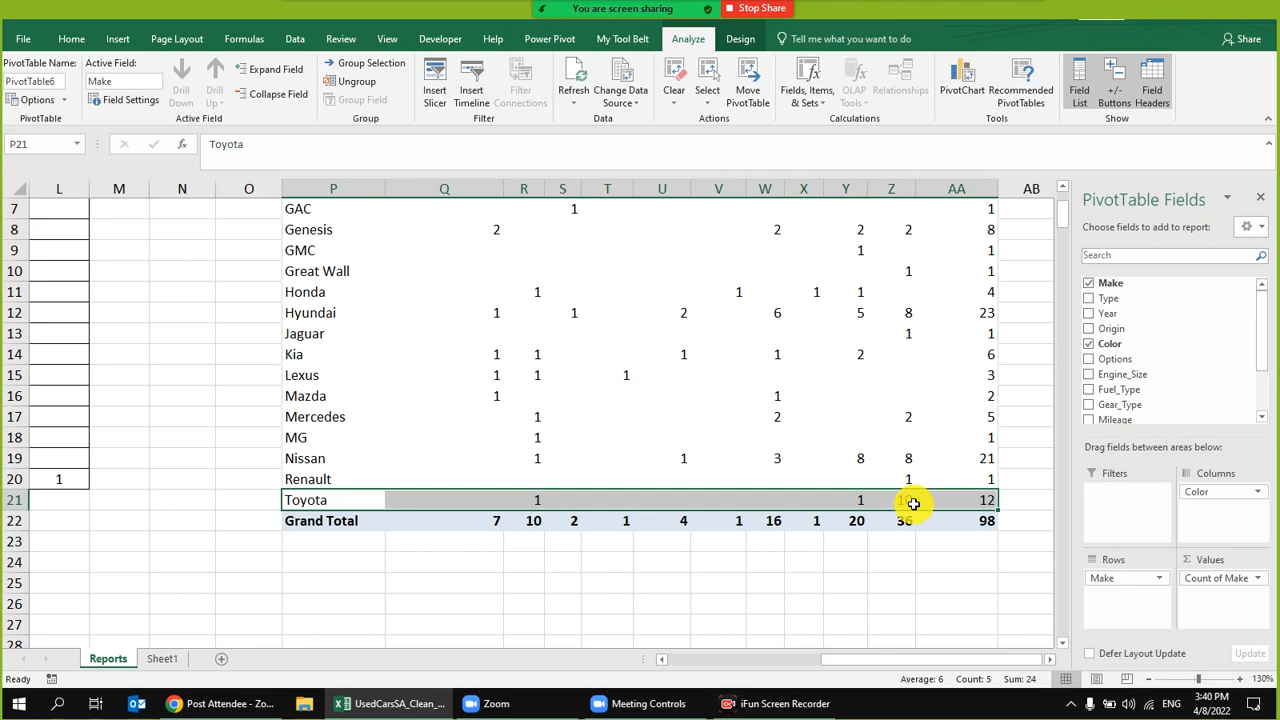 You are screen sharing
Stop Share
File Home Insert Page Layout Formulas Data Review View Developer Help Power Pivot My Tool Belt Analyze Design Tell me what you want to do Share
PivotTable Name:
PivotTable6
Options
PivotTable
Active Field:
Make
Field Settings
Drill Down
Drill Up
Expand Field
Collapse Field
Active Field
Group Selection
Ungroup
Group Field
Group
Insert Slicer
Insert Timeline
Filter Connections
Filter
Refresh
Change Data Source
Data
Clear
Select
Move PivotTable
Actions
Fields, Items, & Sets
OLAP Tools
Relationships
Calculations
PivotChart
Recommended PivotTables
Tools
Field List
+/- Buttons
Field Headers
Show
P21 fx Toyota
L M N O P Q R S T U V W X Y Z AA AB
7 GAC 1 1
8 Genesis 2 2 2 2 8
9 GMC 1 1
10 Great Wall 1 1
11 Honda 1 1 1 1 4
12 Hyundai 1 1 2 6 5 8 23
13 Jaguar 1 1
14 Kia 1 1 1 1 2 6
15 Lexus 1 1 1 3
16 Mazda 1 1 2
17 Mercedes 1 2 2 5
18 MG 1 1
19 Nissan 1 1 3 8 8 21
20 1 Renault 1 1
21 Toyota 1 1 10 12
22 Grand Total 7 10 2 1 4 1 16 1 20 36 98
23
24
25
26
27
28
PivotTable Fields
Choose fields to add to report:
Search
Make
Type
Year
Origin
Color
Options
Engine_Size
Fuel_Type
Gear_Type
Mileage
Drag fields between areas below:
Filters
Columns
Color
Rows
Make
Values
Count of Make
Defer Layout Update
Update
Reports Sheet1
Ready
Average: 6 Count: 5 Sum: 24
130%
Post Attendee - Zo...
UsedCarsSA_Clean_...
Zoom
Meeting Controls
iFun Screen Recorder
ENG
3:40 PM
4/8/2022